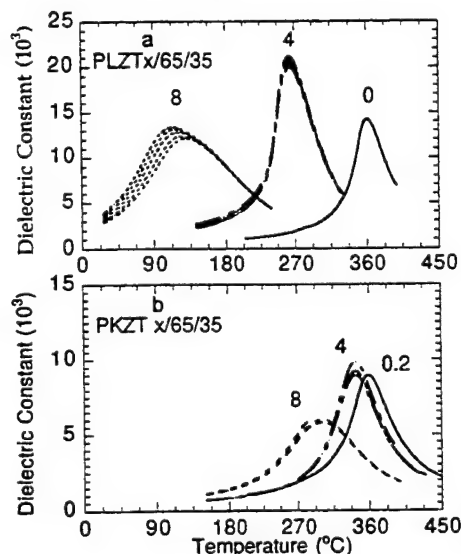 25
20
15
10
5
0
Dielectric Constant (10³)
a
PLZTx/65/35
8
4
0
0 90 180 270 360 450
15
10
5
0
Dielectric Constant (10³)
b
PKZT x/65/35
8
4
0.2
0 90 180 270 360 450
Temperature (°C)